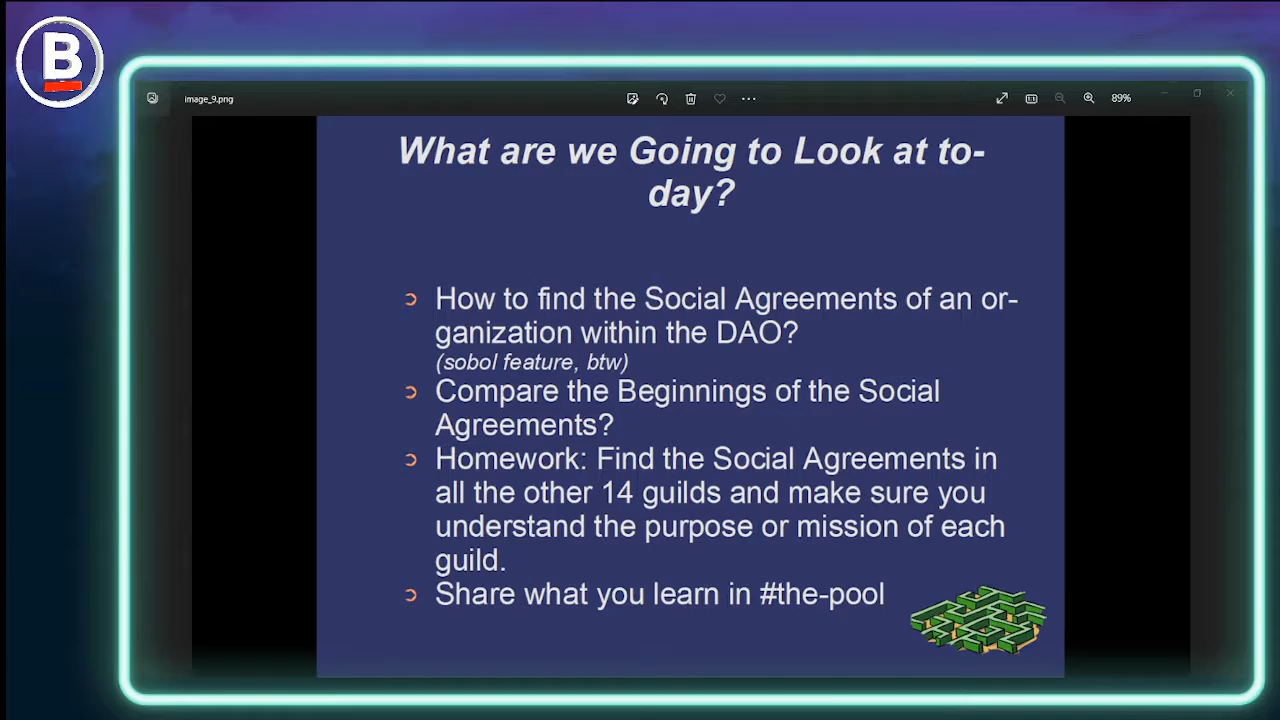 B
image_9.png
89%
What are we Going to Look at to-
day?
How to find the Social Agreements of an or-
ganization within the DAO?
(sobol feature, btw)
Compare the Beginnings of the Social
Agreements?
Homework: Find the Social Agreements in
all the other 14 guilds and make sure you
understand the purpose or mission of each
guild.
Share what you learn in #the-pool